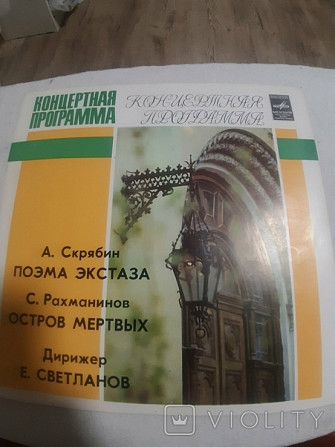 КОНЦЕРТНАЯ
ПРОГРАММА
КОНЦЕРТНАЯ
ПРОГРАММА
А. Скрябин
ПОЭМА ЭКСТАЗА
С. Рахманинов
ОСТРОВ МЕРТВЫХ
Дирижер
Е. СВЕТЛАНОВ
VIOLITY